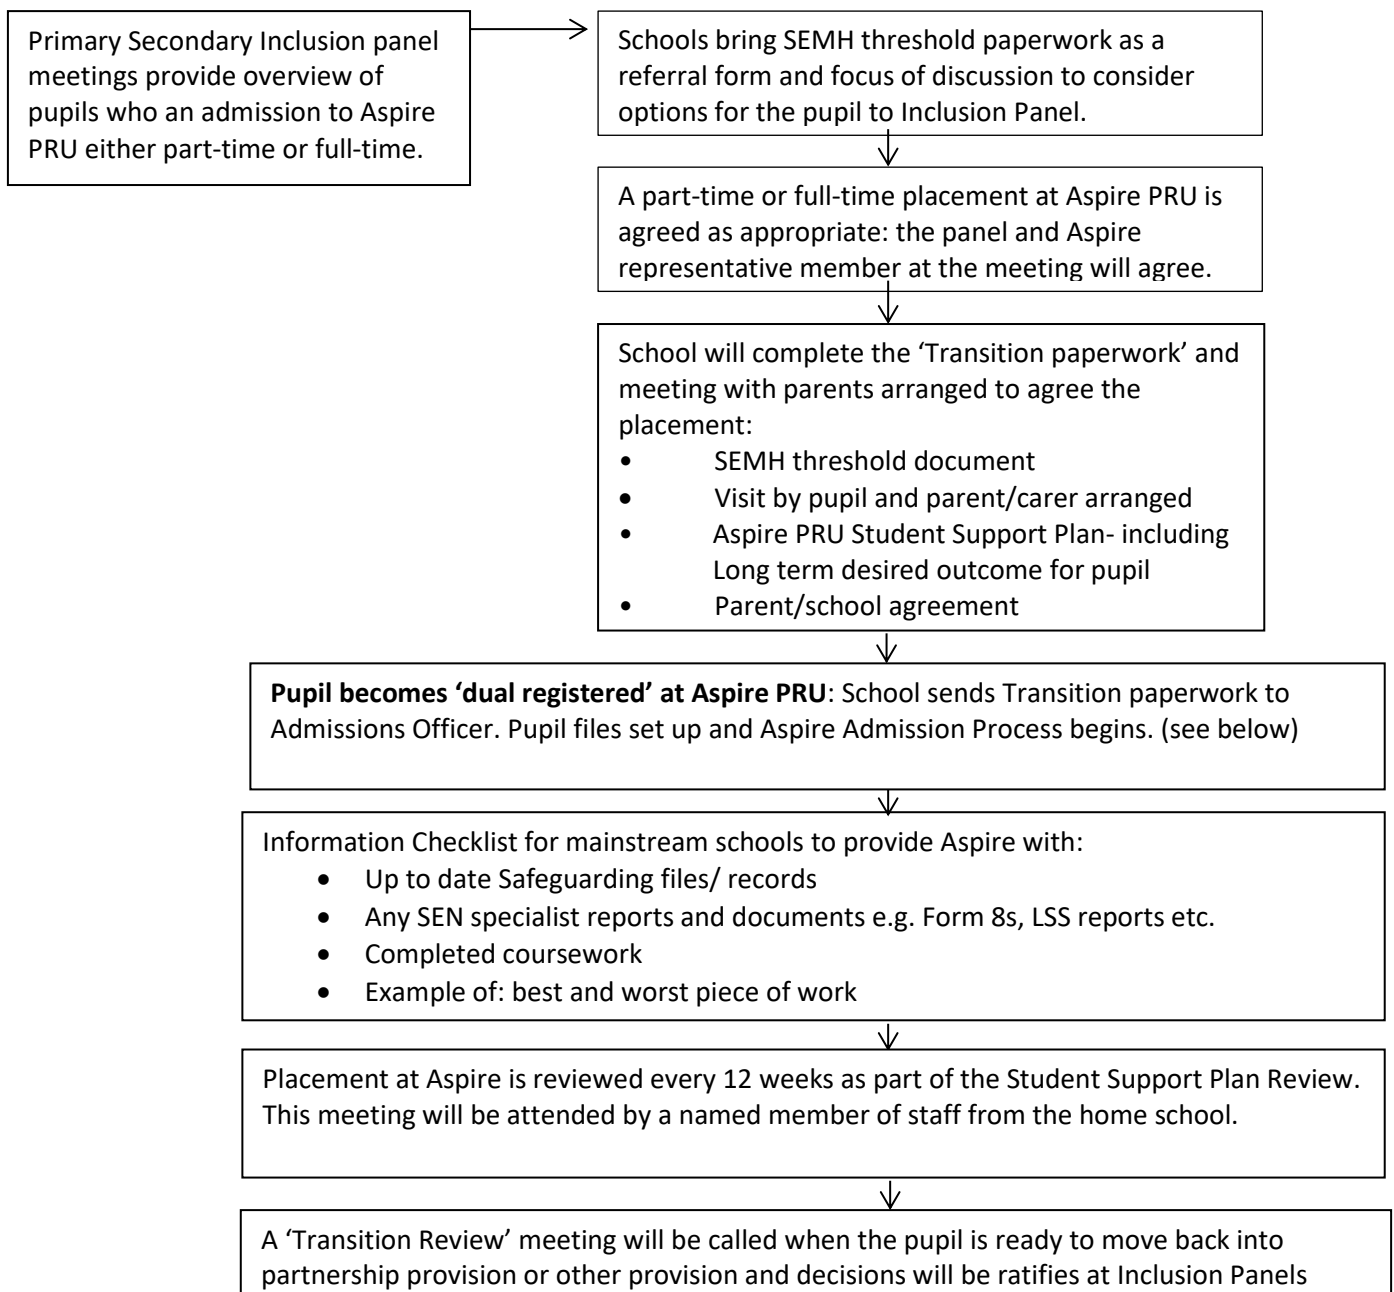 Primary Secondary Inclusion panel
meetings provide overview of
pupils who an admission to Aspire
PRU either part-time or full-time.
Schools bring SEMH threshold paperwork as a
referral form and focus of discussion to consider
options for the pupil to Inclusion Panel.
A part-time or full-time placement at Aspire PRU is
agreed as appropriate: the panel and Aspire
representative member at the meeting will agree.
School will complete the ‘Transition paperwork’ and
meeting with parents arranged to agree the
placement:
• SEMH threshold document
• Visit by pupil and parent/carer arranged
• Aspire PRU Student Support Plan- including
Long term desired outcome for pupil
• Parent/school agreement
Pupil becomes ‘dual registered’ at Aspire PRU: School sends Transition paperwork to
Admissions Officer. Pupil files set up and Aspire Admission Process begins. (see below)
Information Checklist for mainstream schools to provide Aspire with:
• Up to date Safeguarding files/ records
• Any SEN specialist reports and documents e.g. Form 8s, LSS reports etc.
• Completed coursework
• Example of: best and worst piece of work
Placement at Aspire is reviewed every 12 weeks as part of the Student Support Plan Review.
This meeting will be attended by a named member of staff from the home school.
A ‘Transition Review’ meeting will be called when the pupil is ready to move back into
partnership provision or other provision and decisions will be ratifies at Inclusion Panels